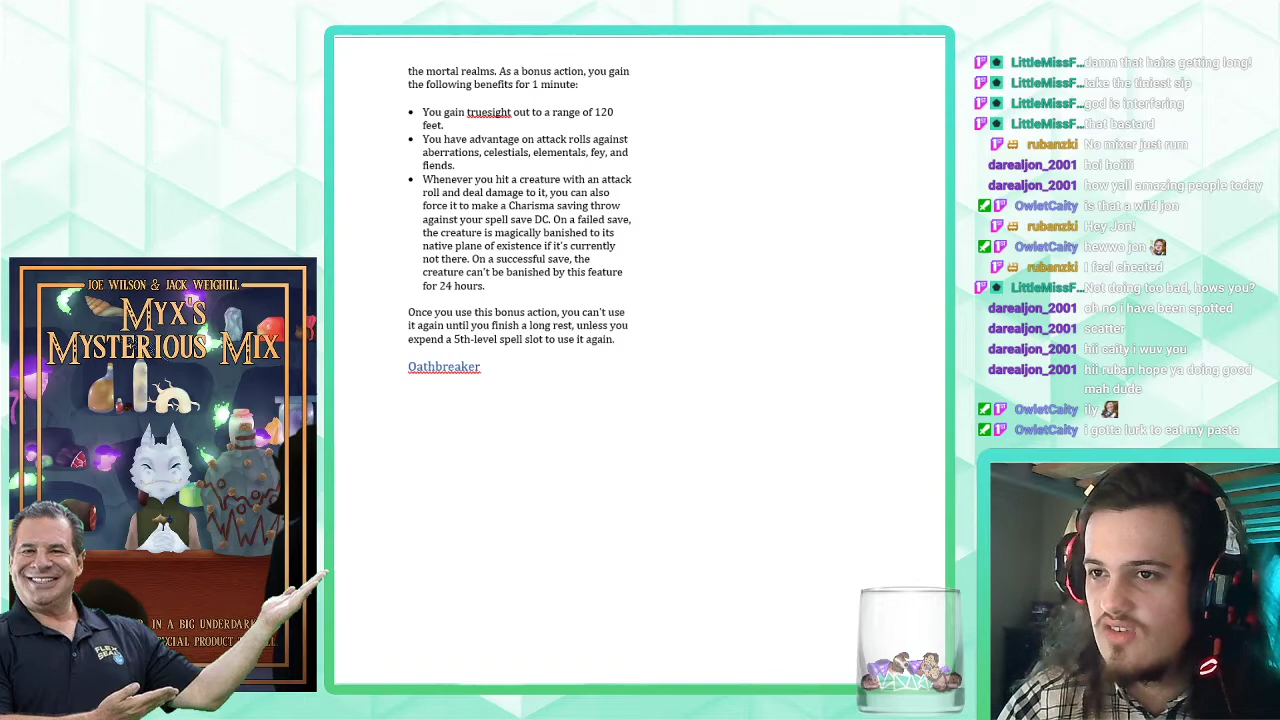 the mortal realms. As a bonus action, you gain
the following benefits for 1 minute:
You gain truesight out to a range of 120
feet.
You have advantage on attack rolls against
aberrations, celestials, elementals, fey, and
fiends.
Whenever you hit a creature with an attack
roll and deal damage to it, you can also
force it to make a Charisma saving throw
against your spell save DC. On a failed save,
the creature is magically banished to its
native plane of existence if it's currently
not there. On a successful save, the
creature can't be banished by this feature
for 24 hours.
Once you use this bonus action, you can't use
it again until you finish a long rest, unless you
expend a 5th-level spell slot to use it again.
Oathbreaker
JOE WILSON & JACK WEIGHILL
MYX'S
MYSTERIOUS MIX
IN A BIG UNDERDAR
PRODUCT
FLEX
SEAL
LittleMissF... damn that hairs getting long!
LittleMissF... take the tiniest sip
LittleMissF... god is interfering
LittleMissF... that bastard
rubanzki No mixer just rum
darealjon_2001 hoi hoiiii
darealjon_2001 how yall amazing people today
OwletCaity is that a wild jon
rubanzki Hey Jon!
OwletCaity hewwo jon
rubanzki I feel cheated
LittleMissF... Not doing too bad, hows you?
darealjon_2001 oh no i have been spotted
darealjon_2001 scatter
darealjon_2001 hii caity i wuv you
darealjon_2001 hii ruban hope ya doing good
mah dude
OwletCaity ily
OwletCaity i gotta lurk to eat my pasta